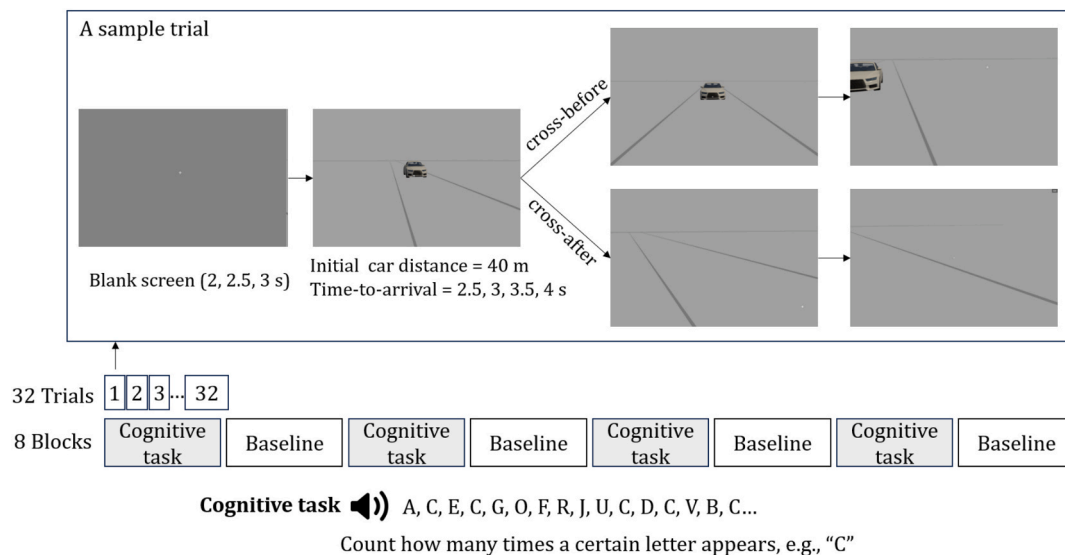 A sample trial
cross-before
cross-after
Blank screen (2, 2.5, 3 s)
Initial car distance = 40 m
Time-to-arrival = 2.5, 3, 3.5, 4 s
32 Trials 1 2 3 ... 32
8 Blocks Cognitive task Baseline Cognitive task Baseline Cognitive task Baseline Cognitive task Baseline
Cognitive task A, C, E, C, G, O, F, R, J, U, C, D, C, V, B, C...
Count how many times a certain letter appears, e.g., “C”